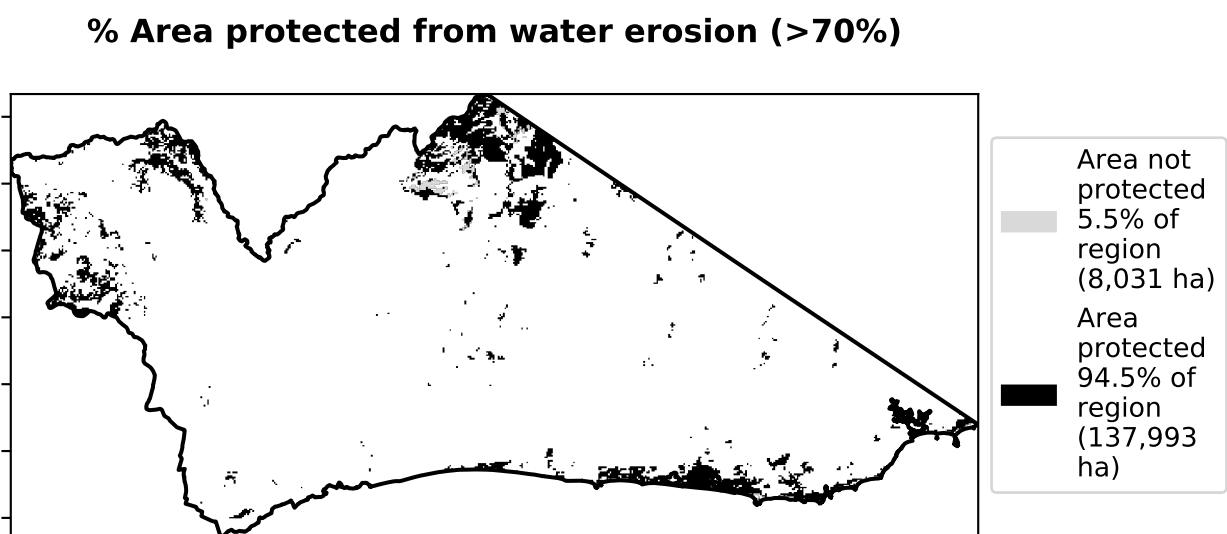 % Area protected from water erosion (>70%)
Area not
protected
5.5% of
region
(8,031 ha)
Area
protected
94.5% of
region
(137,993
ha)